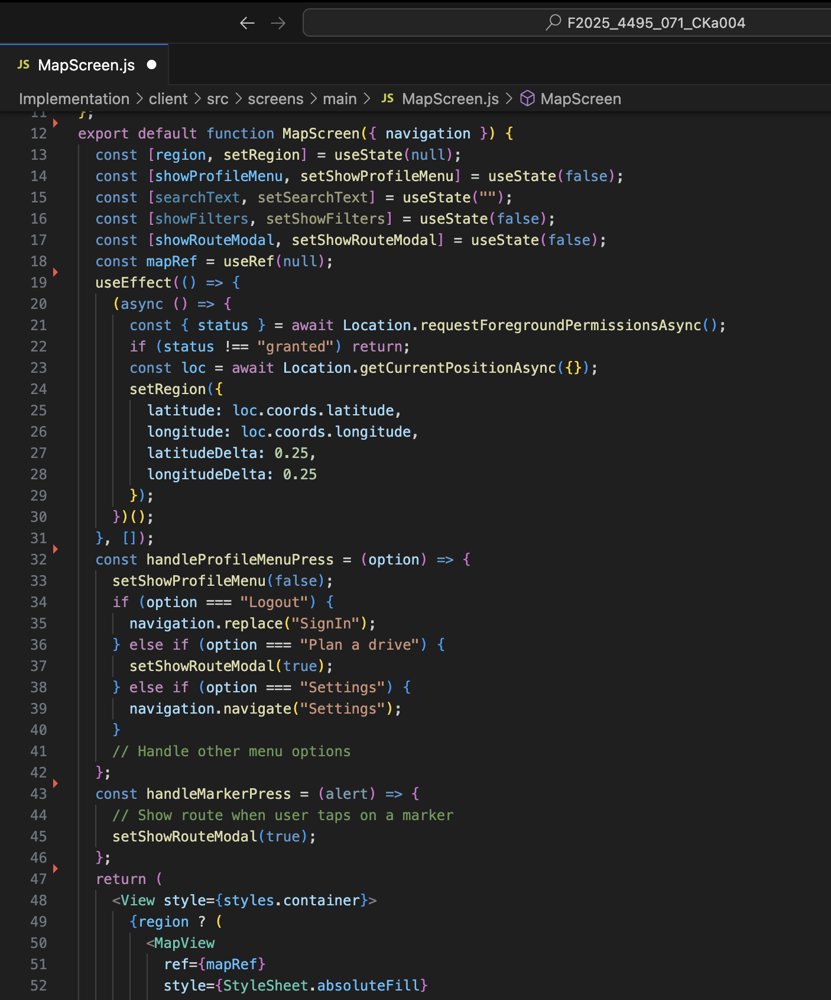 F2025_4495_071_CKa004
JS MapScreen.js
Implementation > client > src > screens > main > JS MapScreen.js > MapScreen
11 };
12 export default function MapScreen({ navigation }) {
13 const [region, setRegion] = useState(null);
14 const [showProfileMenu, setShowProfileMenu] = useState(false);
15 const [searchText, setSearchText] = useState("");
16 const [showFilters, setShowFilters] = useState(false);
17 const [showRouteModal, setShowRouteModal] = useState(false);
18 const mapRef = useRef(null);
19 useEffect(() => {
20 (async () => {
21 const { status } = await Location.requestForegroundPermissionsAsync();
22 if (status !== "granted") return;
23 const loc = await Location.getCurrentPositionAsync({});
24 setRegion({
25 latitude: loc.coords.latitude,
26 longitude: loc.coords.longitude,
27 latitudeDelta: 0.25,
28 longitudeDelta: 0.25
29 });
30 })();
31 }, []);
32 const handleProfileMenuPress = (option) => {
33 setShowProfileMenu(false);
34 if (option === "Logout") {
35 navigation.replace("SignIn");
36 } else if (option === "Plan a drive") {
37 setShowRouteModal(true);
38 } else if (option === "Settings") {
39 navigation.navigate("Settings");
40 }
41 // Handle other menu options
42 };
43 const handleMarkerPress = (alert) => {
44 // Show route when user taps on a marker
45 setShowRouteModal(true);
46 };
47 return (
48 <View style={styles.container}>
49 {region ? (
50 <MapView
51 ref={mapRef}
52 style={StyleSheet.absoluteFill}